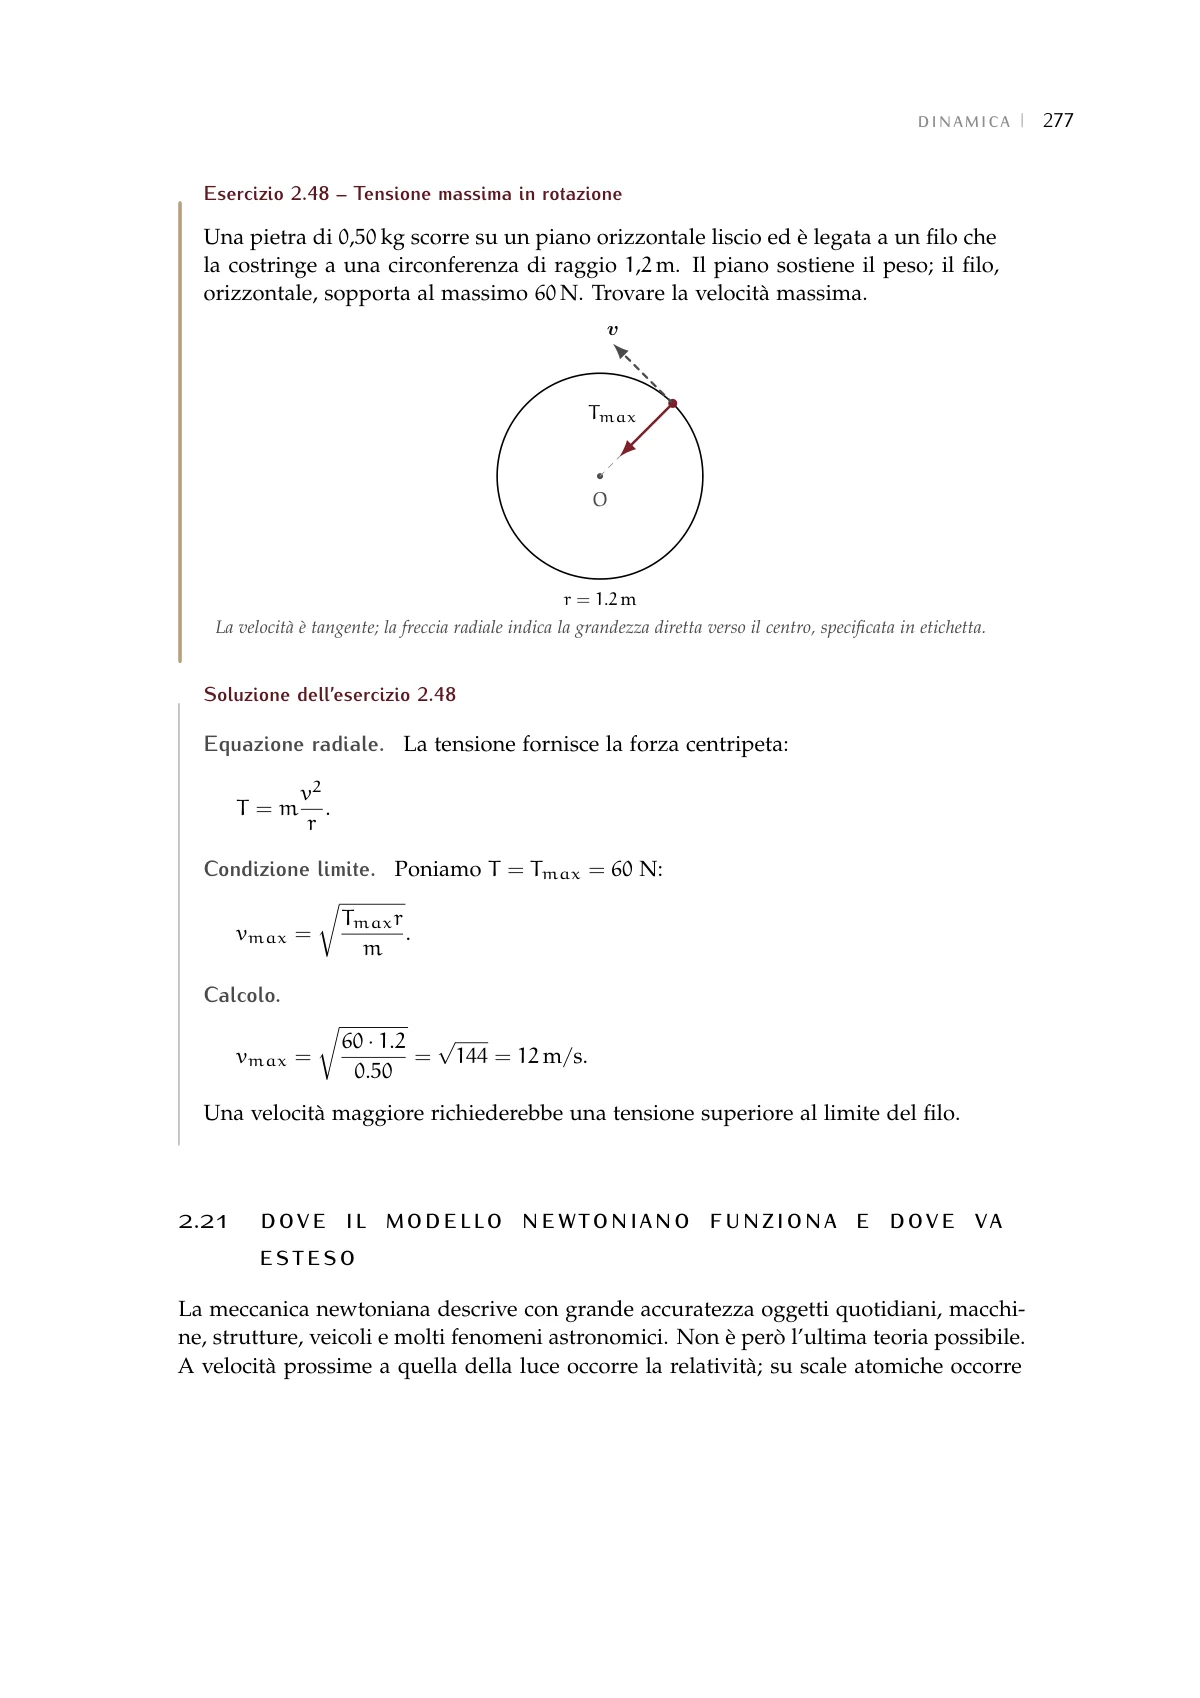 DINAMICA | 277
Esercizio 2.48 – Tensione massima in rotazione
Una pietra di 0,50 kg scorre su un piano orizzontale liscio ed è legata a un filo che
la costringe a una circonferenza di raggio 1,2 m. Il piano sostiene il peso; il filo,
orizzontale, sopporta al massimo 60 N. Trovare la velocità massima.
v
T_max
O
r = 1.2 m
La velocità è tangente; la freccia radiale indica la grandezza diretta verso il centro, specificata in etichetta.
Soluzione dell'esercizio 2.48
Equazione radiale. La tensione fornisce la forza centripeta:
T = m v²/r.
Condizione limite. Poniamo T = T_max = 60 N:
v_max = √(T_max r / m).
Calcolo.
v_max = √(60 · 1.2 / 0.50) = √144 = 12 m/s.
Una velocità maggiore richiederebbe una tensione superiore al limite del filo.
2.21 DOVE IL MODELLO NEWTONIANO FUNZIONA E DOVE VA
ESTESO
La meccanica newtoniana descrive con grande accuratezza oggetti quotidiani, macchi-
ne, strutture, veicoli e molti fenomeni astronomici. Non è però l'ultima teoria possibile.
A velocità prossime a quella della luce occorre la relatività; su scale atomiche occorre